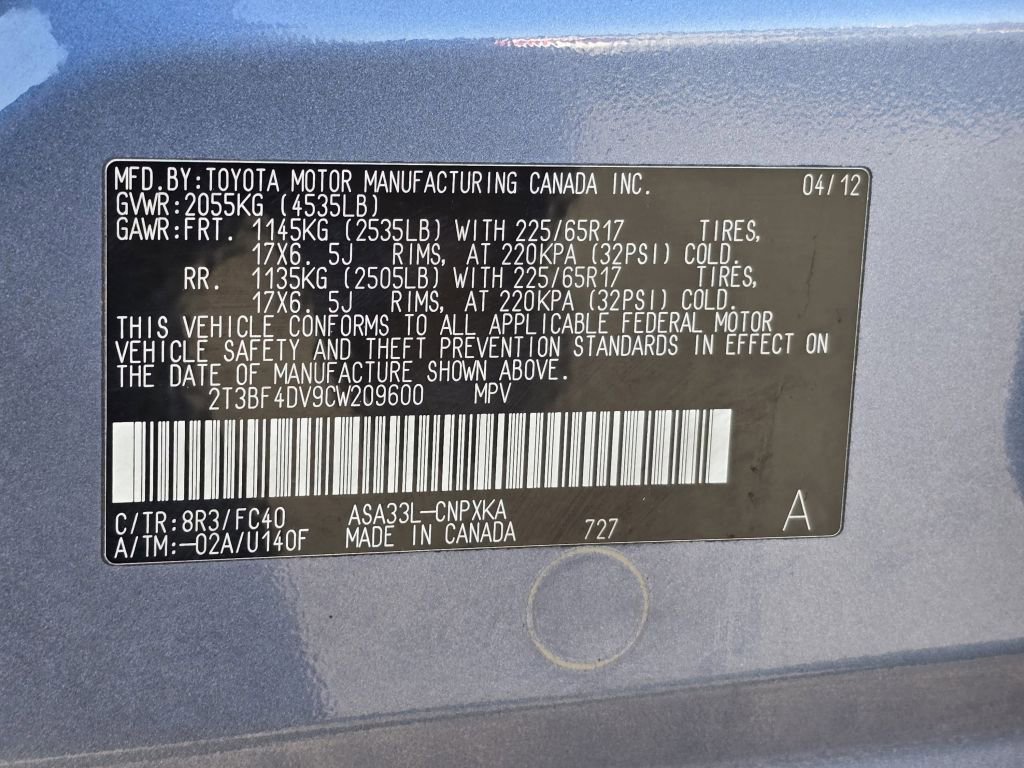 MFD.BY:TOYOTA MOTOR MANUFACTURING CANADA INC. 04/12
GVWR:2055KG (4535LB)
GAWR:FRT. 1145KG (2535LB) WITH 225/65R17 TIRES,
17X6. 5J RIMS, AT 220KPA (32PSI) COLD.
RR. 1135KG (2505LB) WITH 225/65R17 TIRES,
17X6. 5J RIMS, AT 220KPA (32PSI) COLD.
THIS VEHICLE CONFORMS TO ALL APPLICABLE FEDERAL MOTOR
VEHICLE SAFETY AND THEFT PREVENTION STANDARDS IN EFFECT ON
THE DATE OF MANUFACTURE SHOWN ABOVE.
2T3BF4DV9CW209600 MPV
C/TR:8R3/FC40 ASA33L-CNPXKA
A/TM:-02A/U140F MADE IN CANADA 727 A